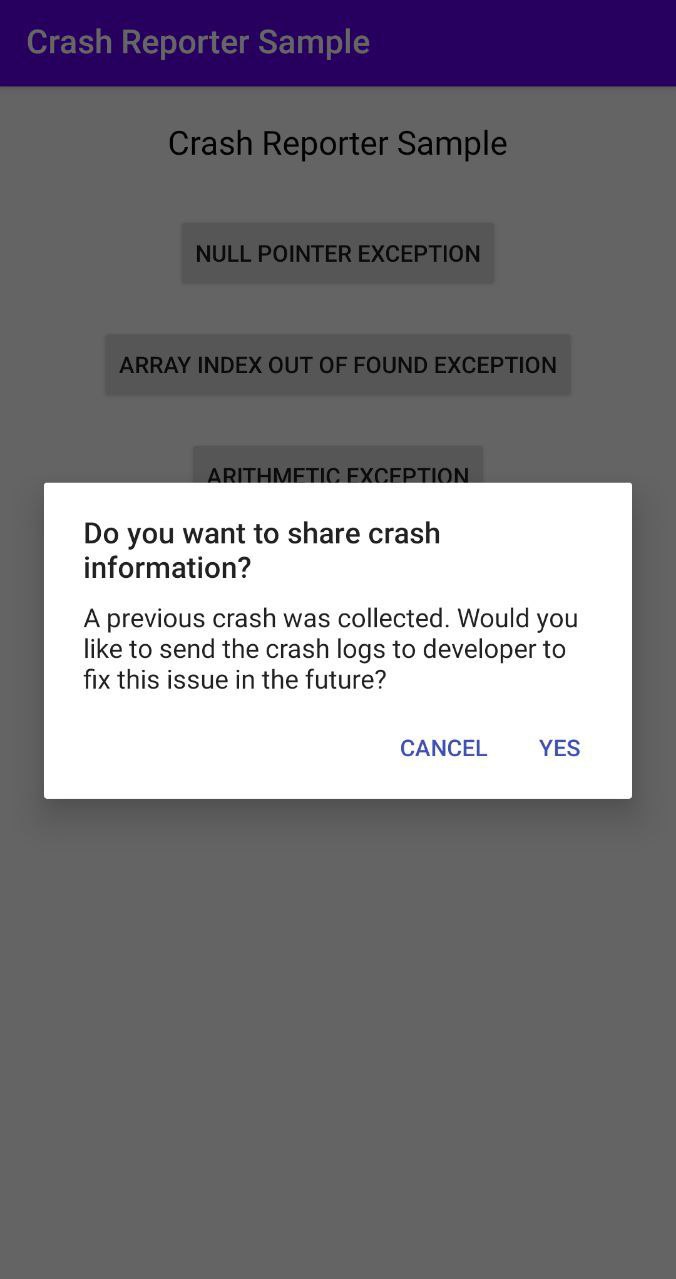 Crash Reporter Sample
Crash Reporter Sample
NULL POINTER EXCEPTION
ARRAY INDEX OUT OF FOUND EXCEPTION
ARITHMETIC EXCEPTION
Do you want to share crash
information?
A previous crash was collected. Would you
like to send the crash logs to developer to
fix this issue in the future?
CANCEL
YES